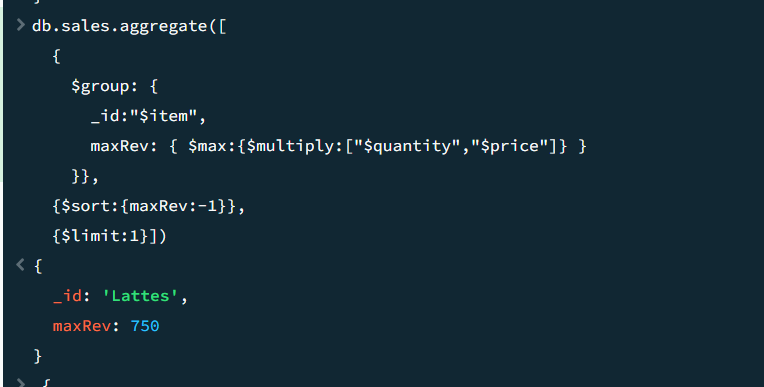 }
> db.sales.aggregate([
{
$group: {
_id:"$item",
maxRev: { $max:{$multiply:["$quantity","$price"]} }
}},
{$sort:{maxRev:-1}},
{$limit:1}])
< {
_id: 'Lattes',
maxRev: 750
}
> {